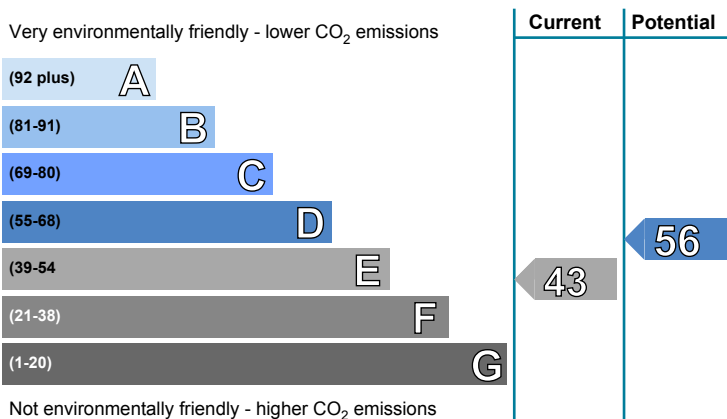 Current Potential
Very environmentally friendly - lower CO2 emissions
(92 plus) A
(81-91) B
(69-80) C
(55-68) D
56
(39-54 E
43
(21-38) F
(1-20) G
Not environmentally friendly - higher CO2 emissions